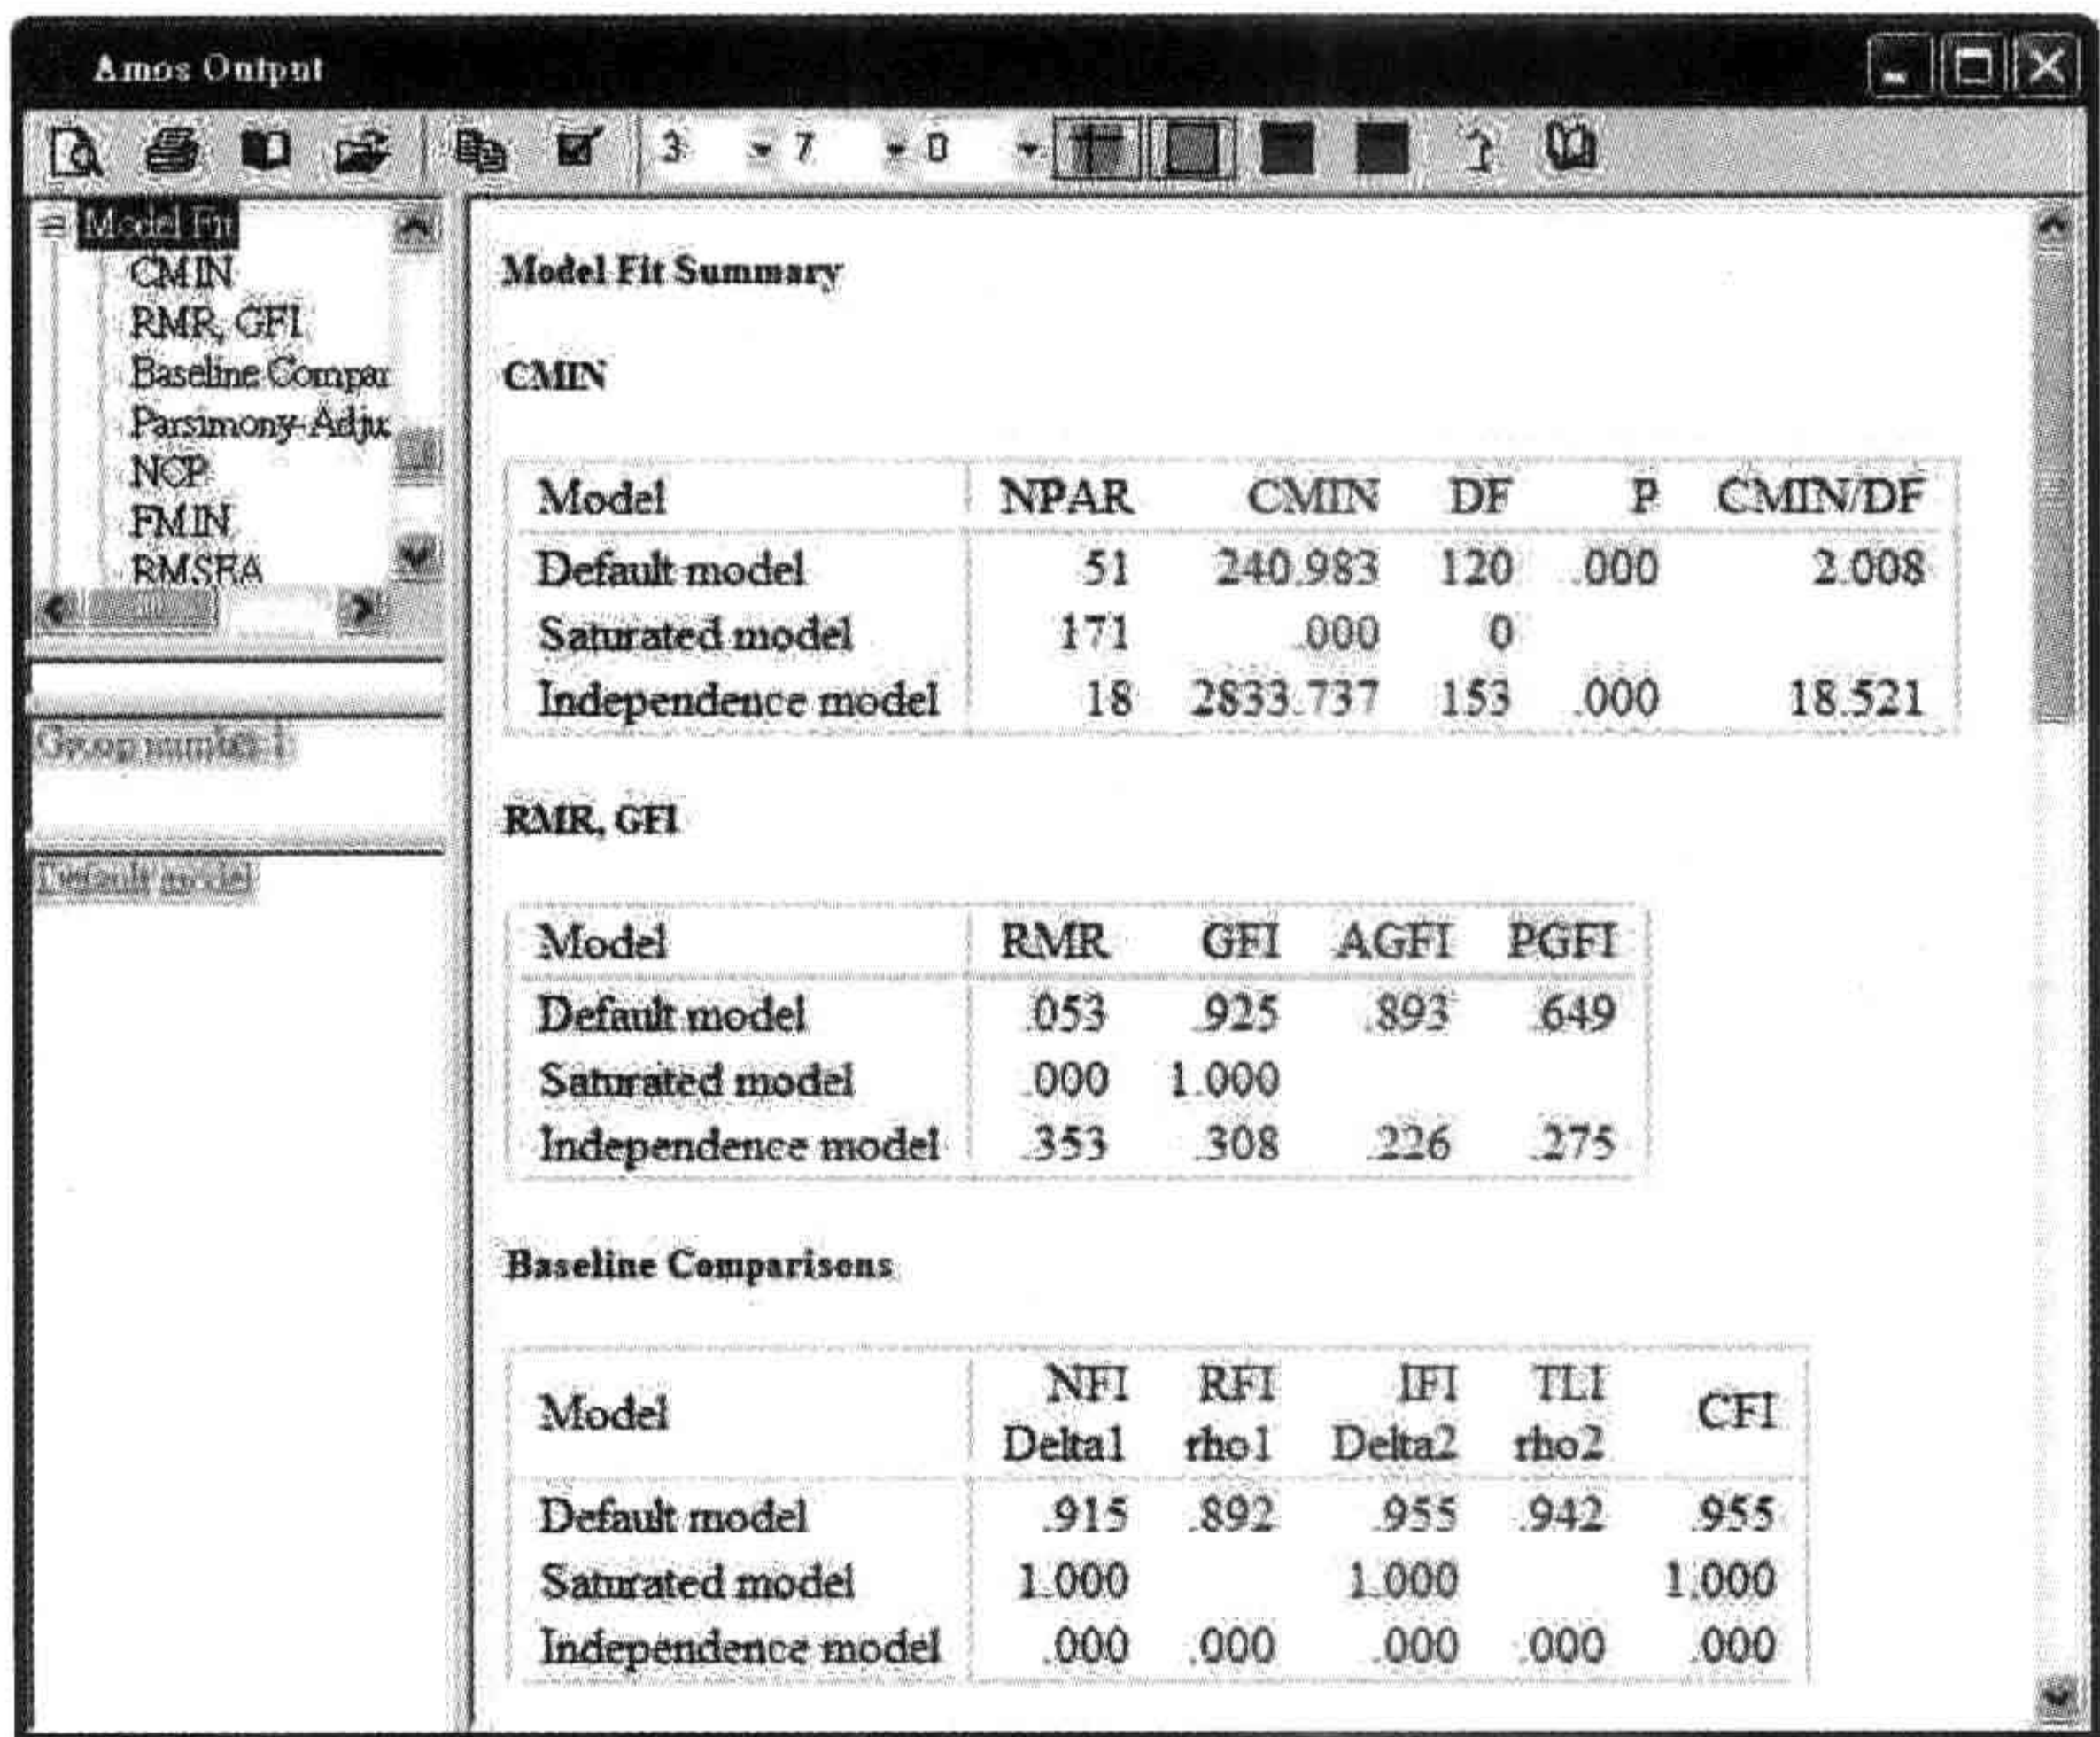 Amos Output
3 7 0
Model Fit
CMIN
RMR, GFI
Baseline Compar
Parsimony-Adju
NCP
FMIN
RMSEA
Group number 1
Default model
Model Fit Summary
CMIN
Model NPAR CMIN DF P CMIN/DF
Default model 51 240.983 120 .000 2.008
Saturated model 171 .000 0
Independence model 18 2833.737 153 .000 18.521
RMR, GFI
Model RMR GFI AGFI PGFI
Default model .053 .925 .893 .649
Saturated model .000 1.000
Independence model .353 .308 .226 .275
Baseline Comparisons
Model NFI RFI IFI TLI CFI
Delta1 rho1 Delta2 rho2
Default model .915 .892 .955 .942 .955
Saturated model 1.000 1.000 1.000
Independence model .000 .000 .000 .000 .000